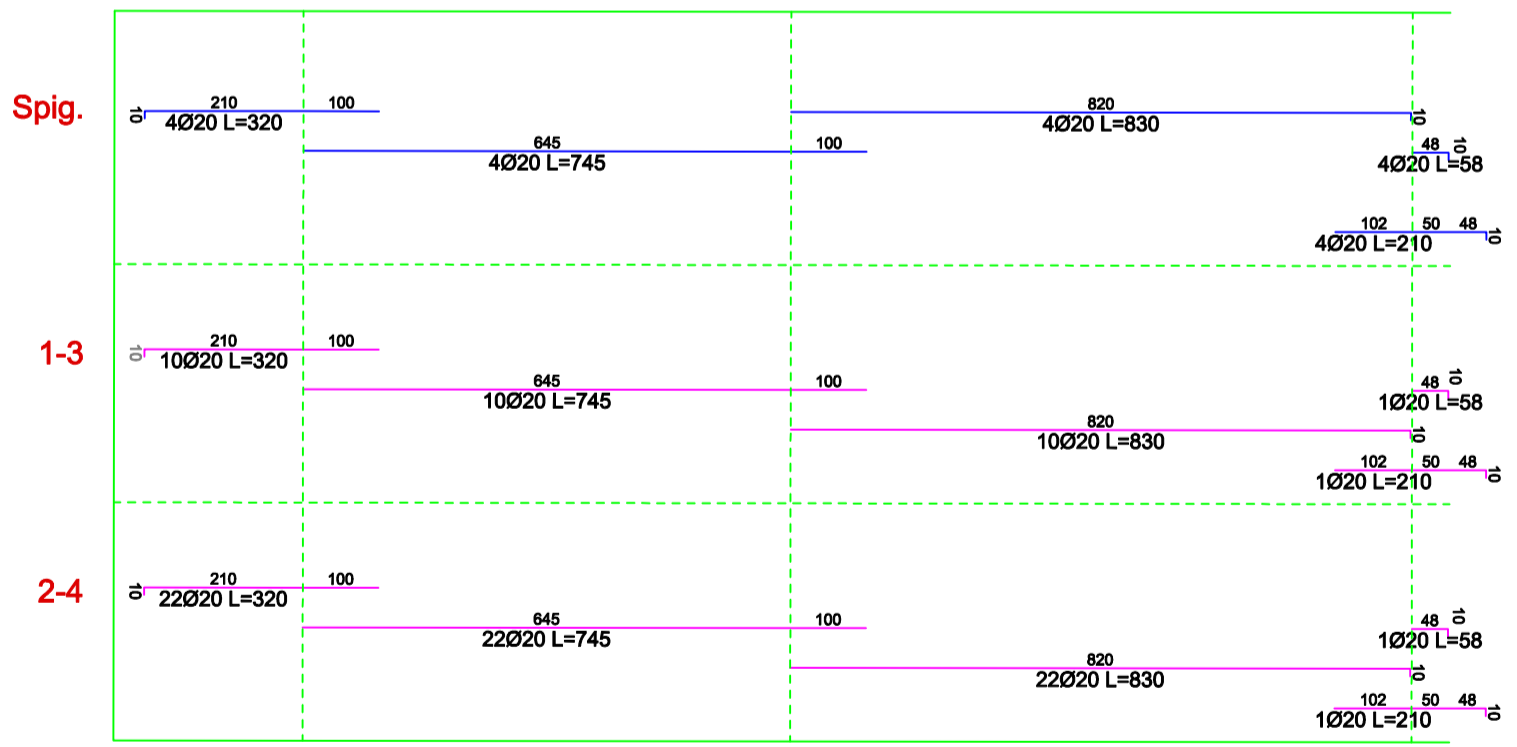 Spig.
10
210
100
4Ø20 L=320
645
100
4Ø20 L=745
820
10
4Ø20 L=830
48
10
4Ø20 L=58
102
50
48
10
4Ø20 L=210
1-3
10
210
100
10Ø20 L=320
645
100
10Ø20 L=745
48
10
1Ø20 L=58
820
10
10Ø20 L=830
102
50
48
10
1Ø20 L=210
2-4
10
210
100
22Ø20 L=320
645
100
22Ø20 L=745
48
10
1Ø20 L=58
820
10
22Ø20 L=830
102
50
48
10
1Ø20 L=210